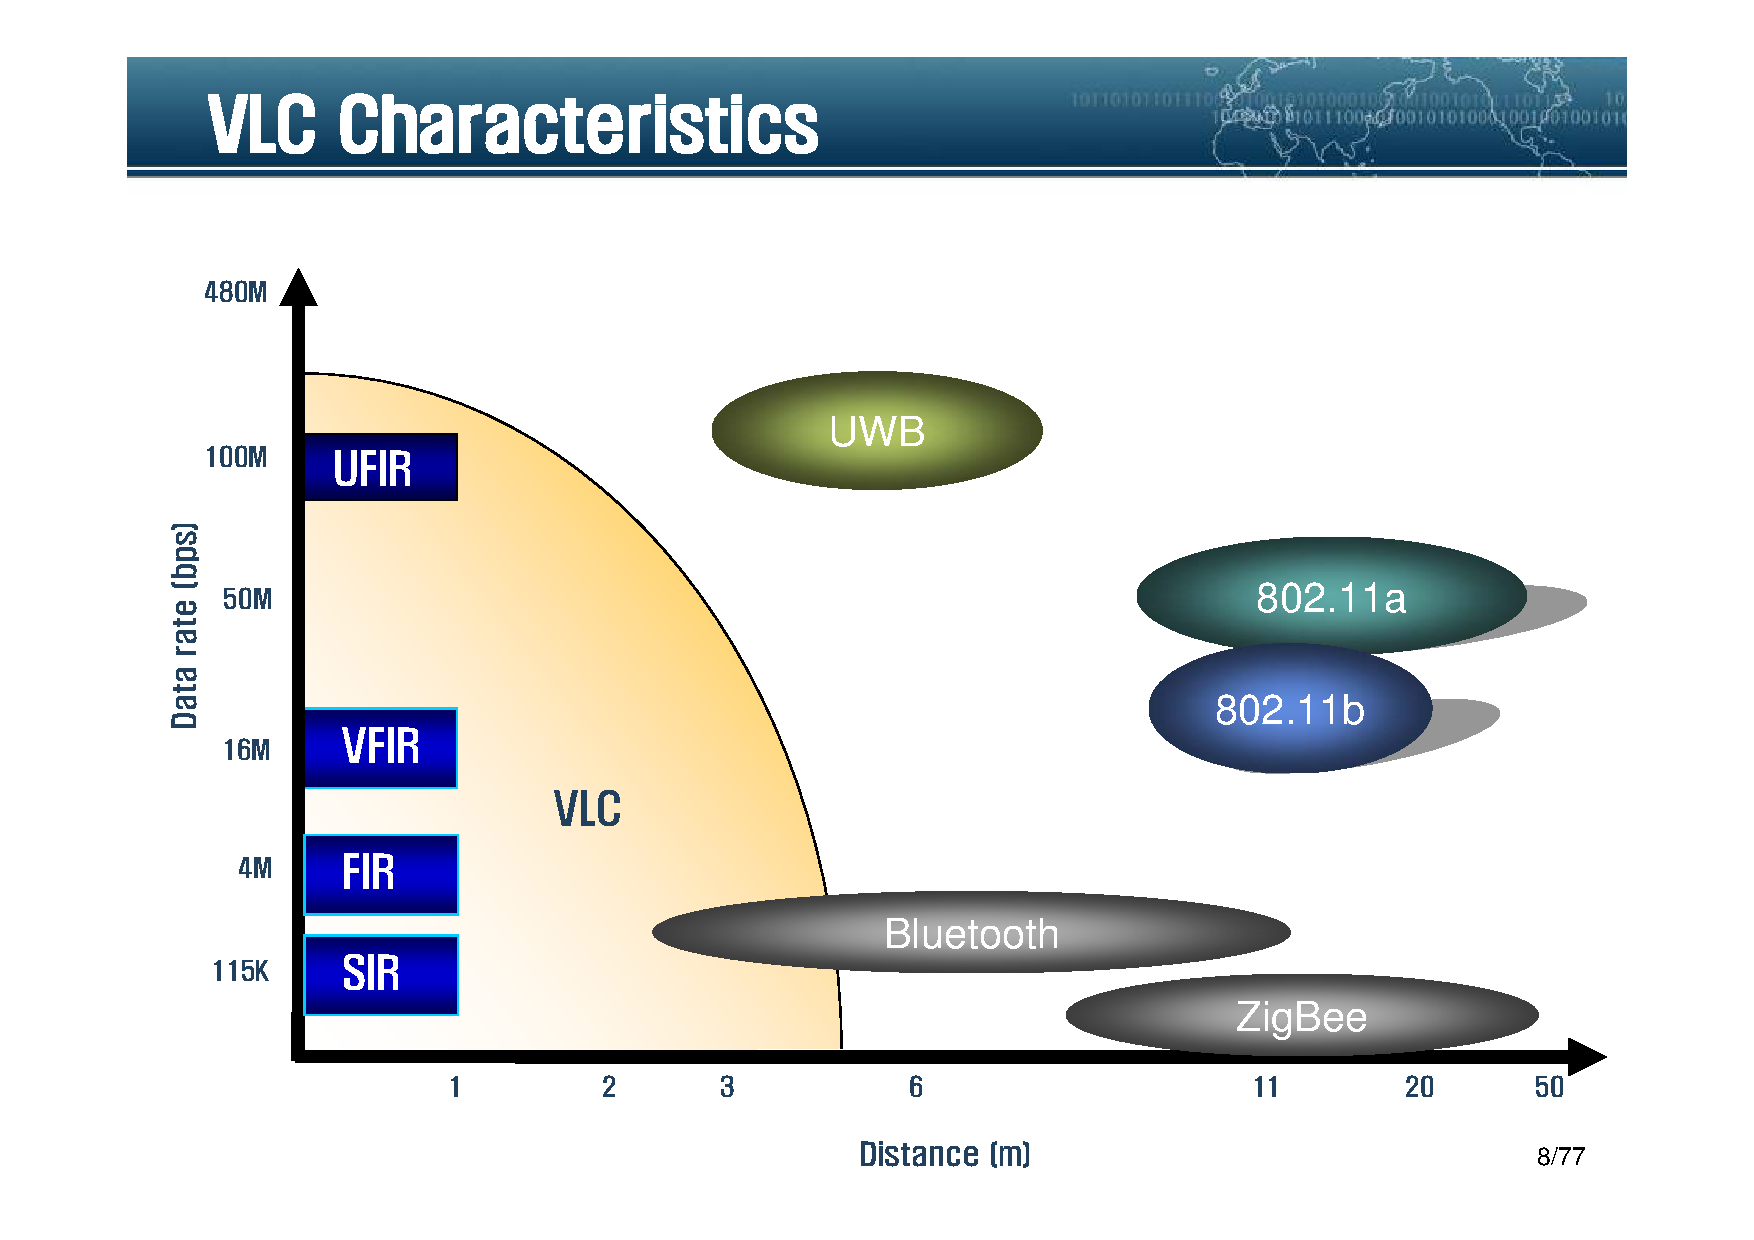 VLC Characteristics
480M
100M
50M
16M
4M
115K
Data rate (bps)
UFIR
VFIR
FIR
SIR
VLC
UWB
802.11a
802.11b
Bluetooth
ZigBee
1 2 3 6 11 20 50
Distance (m)
8/77